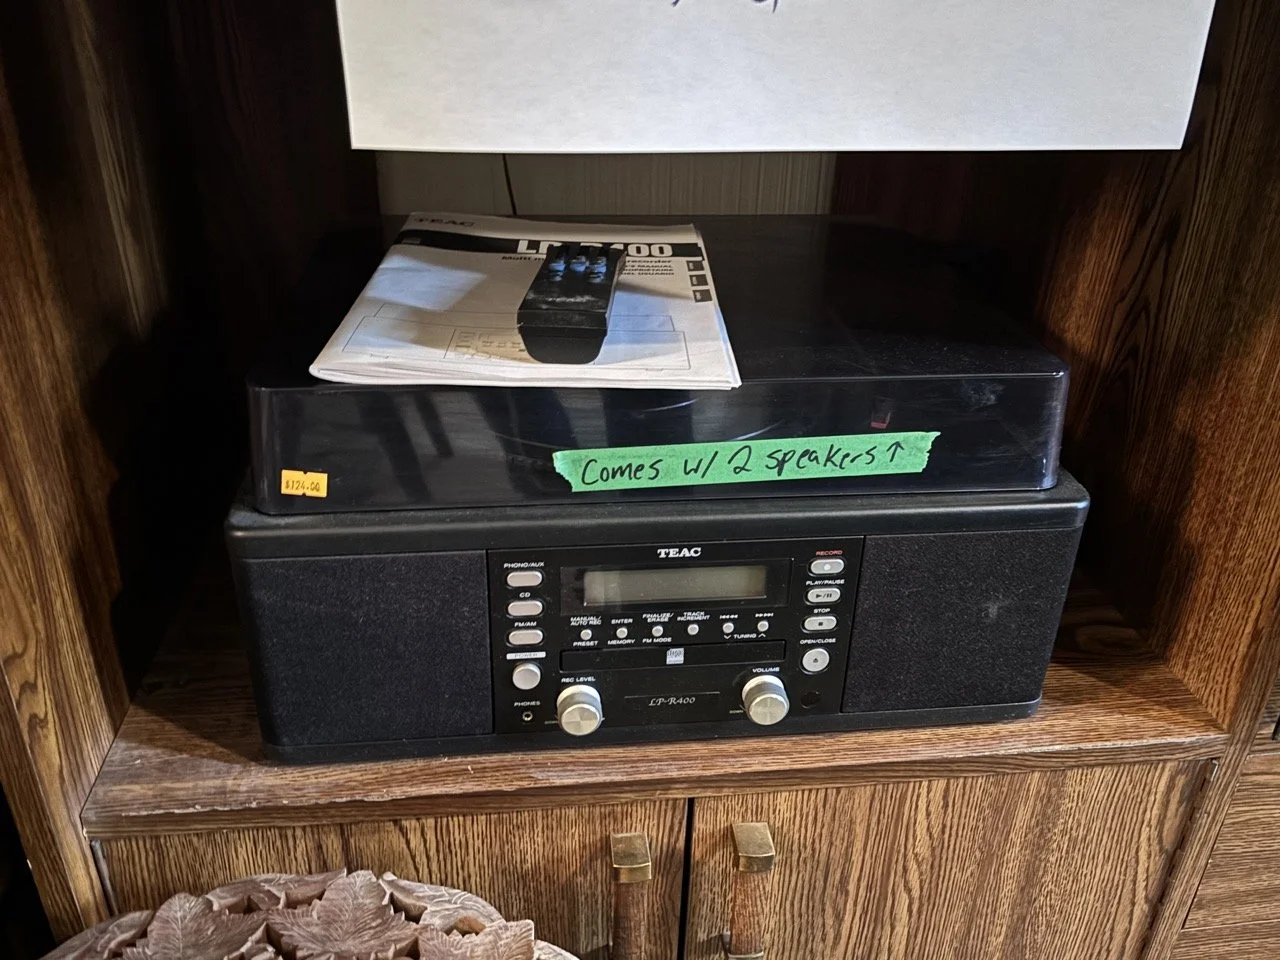 TEAC
LP-R400
Comes w/ 2 speakers ↑
$124.00
TEAC
RECORD
PHONO/AUX
PLAY/PAUSE
CD
STOP
FM/AM
MANUAL/
AUTO REC
ENTER
FINALIZE/
ERASE
TRACK
INCREMENT
PRESET
MEMORY
FM MODE
TUNING
OPEN/CLOSE
POWER
REC LEVEL
VOLUME
PHONES
LP-R400
DOWN
DOWN